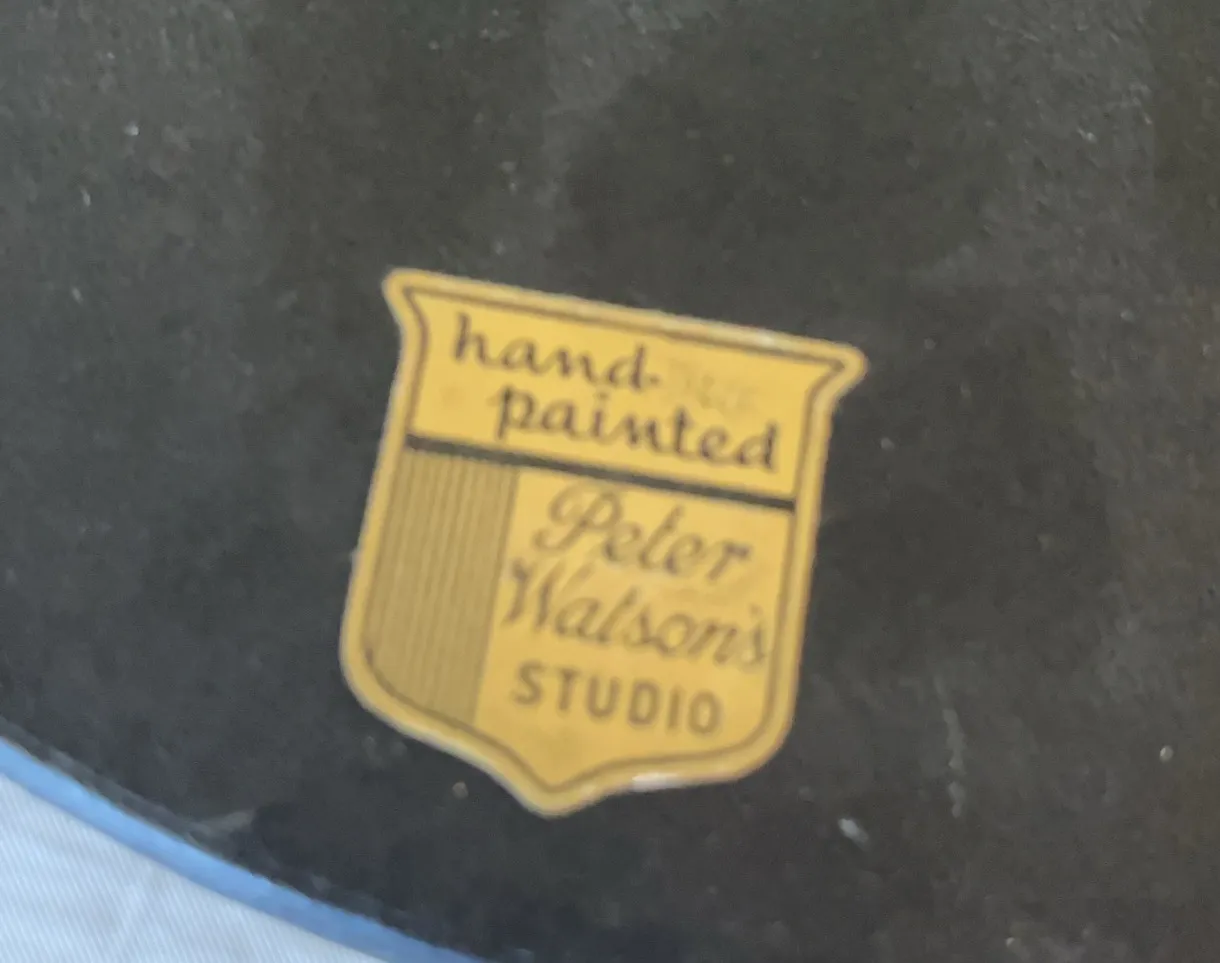 hand-
painted
Peter
Watson's
STUDIO